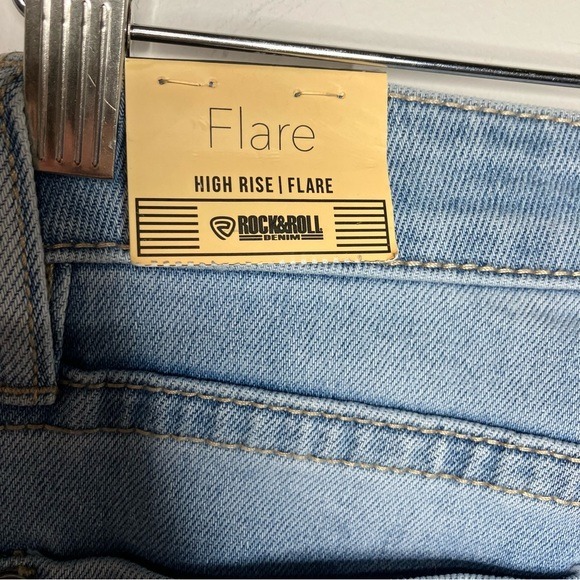 Flare
HIGH RISE | FLARE
ROCK&ROLL
DENIM